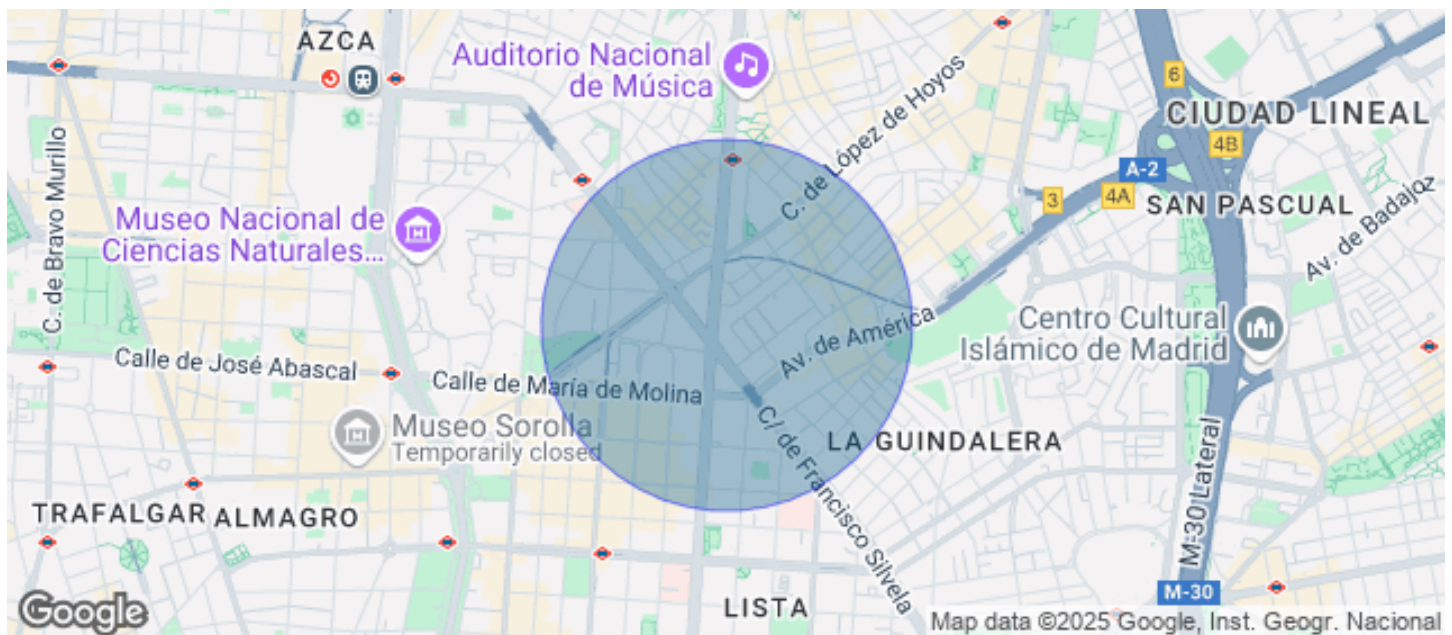 AZCA
Auditorio Nacional
de Música
C. de López de Hoyos
6
CIUDAD LINEAL
4B
A-2
4A
3
SAN PASCUAL
Av. de Badajoz
C. de Bravo Murillo
Museo Nacional de
Ciencias Naturales...
Av. de América
Centro Cultural
Islámico de Madrid
Calle de José Abascal
Calle de María de Molina
Museo Sorolla
Temporarily closed
C/ de Francisco Silvela
LA GUINDALERA
M-30 Lateral
TRAFALGAR
ALMAGRO
M-30
LISTA
Google
Map data ©2025 Google, Inst. Geogr. Nacional